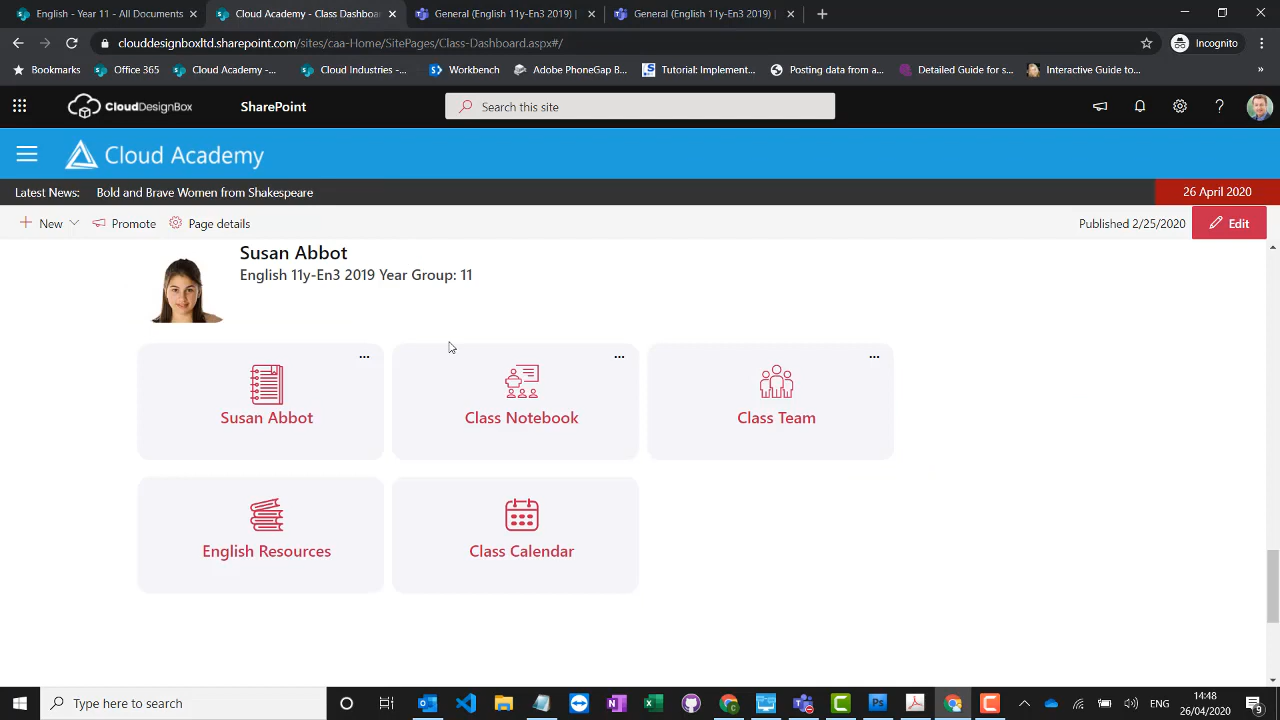 English - Year 11 - All Documents
Cloud Academy - Class Dashboa
General (English 11y-En3 2019) |
General (English 11y-En3 2019) |
clouddesignboxltd.sharepoint.com/sites/caa-Home/SitePages/Class-Dashboard.aspx#/
Incognito
Bookmarks
Office 365
Cloud Academy -...
Cloud Industries -...
Workbench
Adobe PhoneGap B...
Tutorial: Implement...
Posting data from a...
Detailed Guide for s...
Interactive Guide to...
CloudDesignBox
SharePoint
Search this site
Cloud Academy
Latest News: Bold and Brave Women from Shakespeare
26 April 2020
New
Promote
Page details
Published 2/25/2020
Edit
Susan Abbot
English 11y-En3 2019 Year Group: 11
Susan Abbot
Class Notebook
Class Team
English Resources
Class Calendar
Type here to search
ENG
14:48
26/04/2020